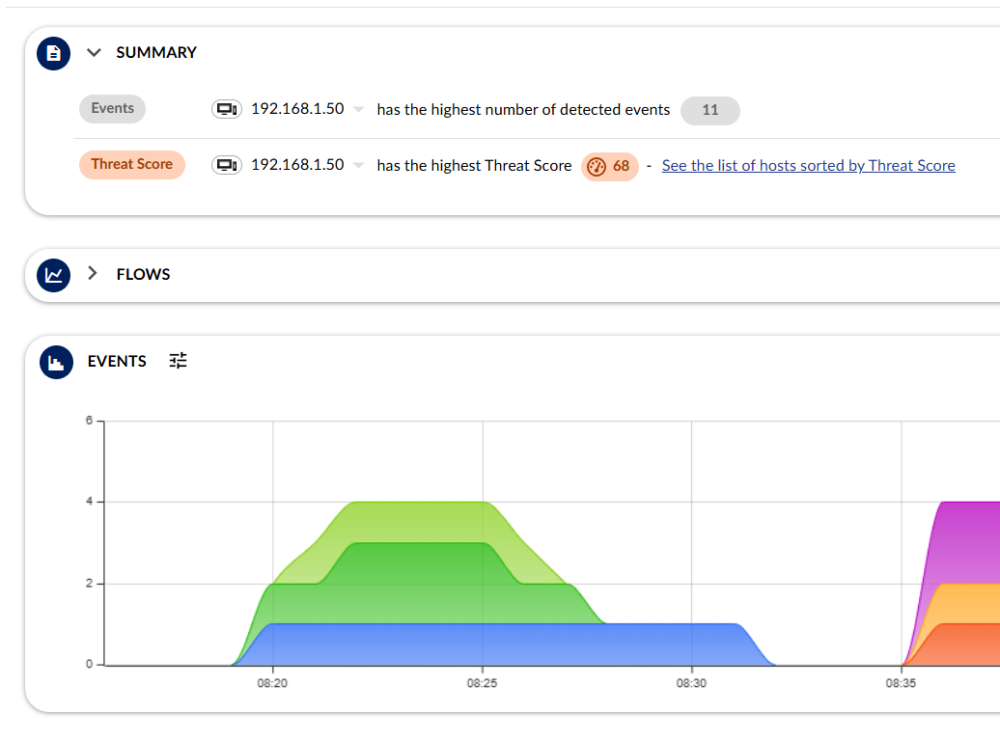 SUMMARY
Events 192.168.1.50 has the highest number of detected events 11
Threat Score 192.168.1.50 has the highest Threat Score 68 - See the list of hosts sorted by Threat Score
FLOWS
EVENTS
6
4
2
0
08:20 08:25 08:30 08:35